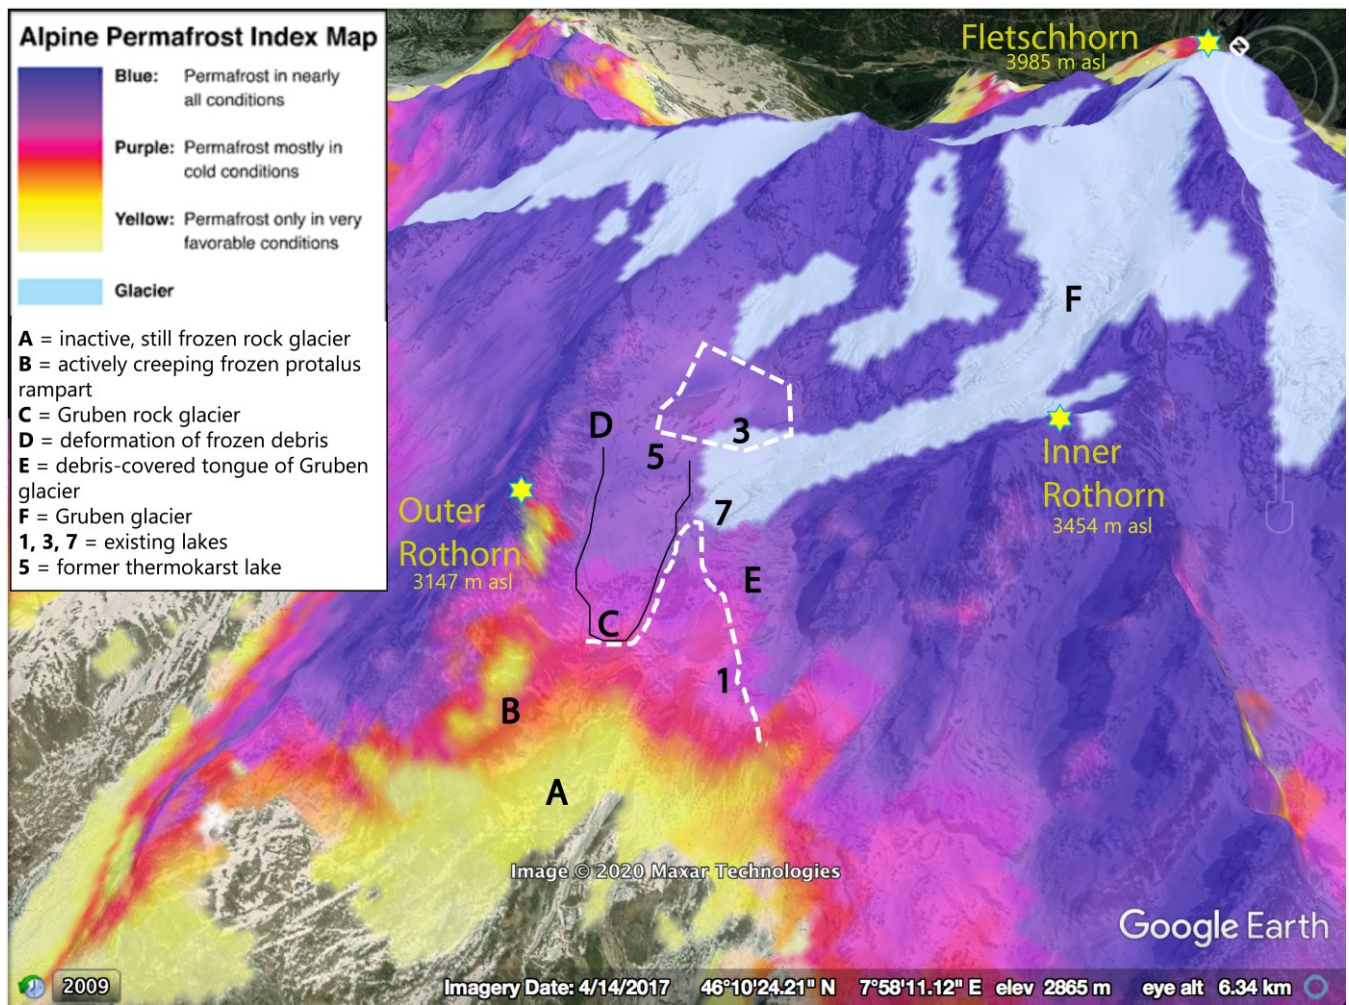 Alpine Permafrost Index Map
Blue: Permafrost in nearly
all conditions
Purple: Permafrost mostly in
cold conditions
Yellow: Permafrost only in very
favorable conditions
Glacier
A = inactive, still frozen rock glacier
B = actively creeping frozen protalus
rampart
C = Gruben rock glacier
D = deformation of frozen debris
E = debris-covered tongue of Gruben
glacier
F = Gruben glacier
1, 3, 7 = existing lakes
5 = former thermokarst lake
Fletschhorn
3985 m asl
N
F
D
3
5
Inner
Rothorn
3454 m asl
7
Outer
Rothorn
3147 m asl
E
C
1
B
A
Image © 2020 Maxar Technologies
Google Earth
2009
Imagery Date: 4/14/2017 46°10'24.21" N 7°58'11.12" E elev 2865 m eye alt 6.34 km